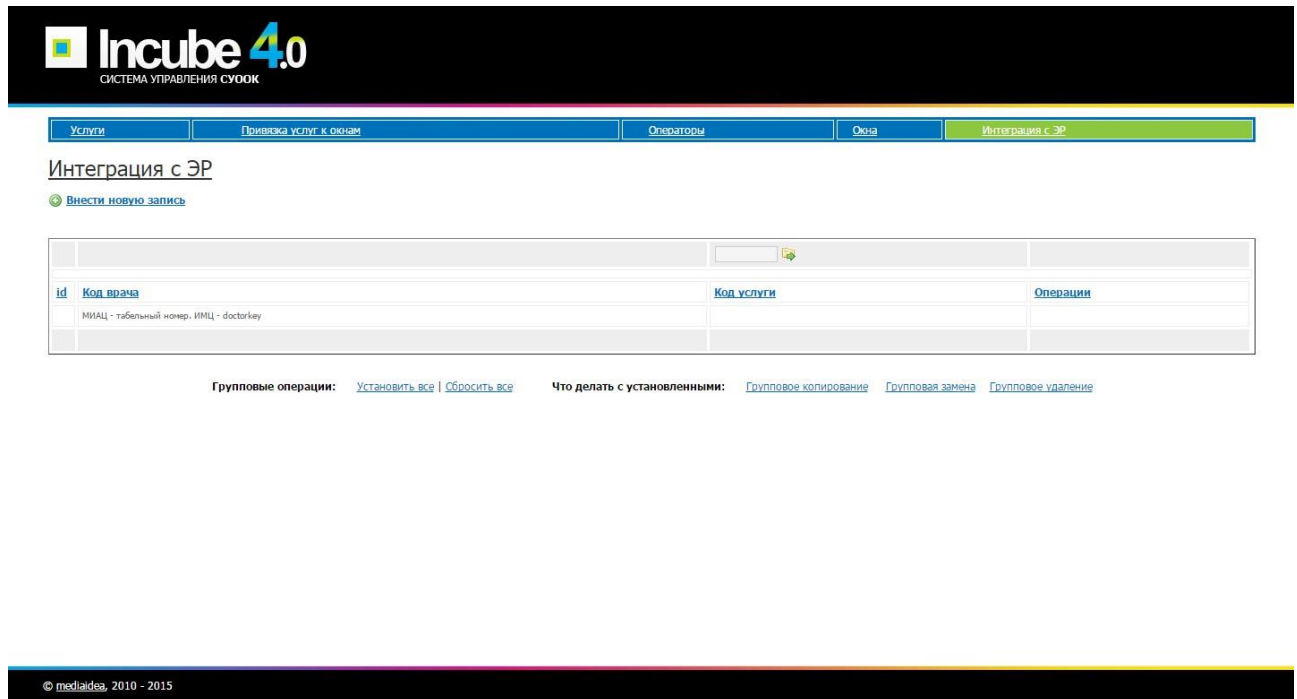 Incube 4.0
СИСТЕМА УПРАВЛЕНИЯ СУООК
Услуги Привязка услуг к окнам Операторы Окна Интеграция с ЭР
Интеграция с ЭР
Внести новую запись
id Код врача Код услуги Операции
МИАЦ - табельный номер. ИМЦ - doctorkey
Групповые операции: Установить все | Сбросить все Что делать с установленными: Групповое копирование Групповая замена Групповое удаление
© mediaidea, 2010 - 2015